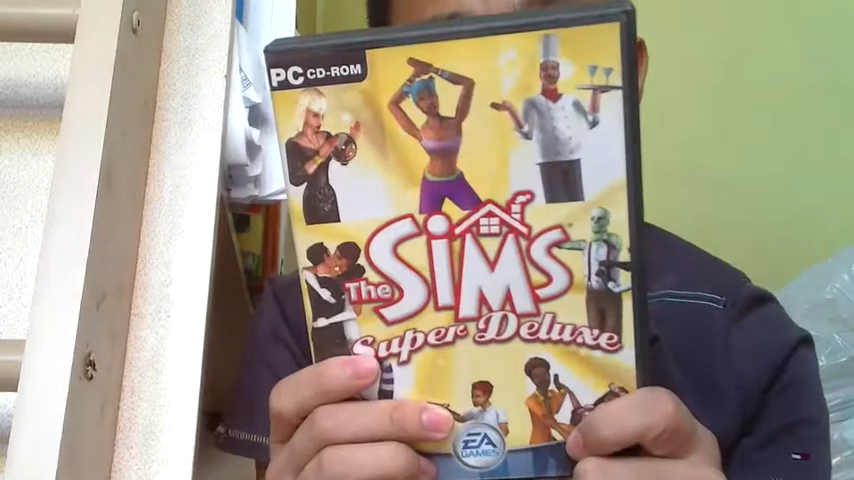 PC CD-ROM
The SIMS
Super Deluxe
EA
GAMES